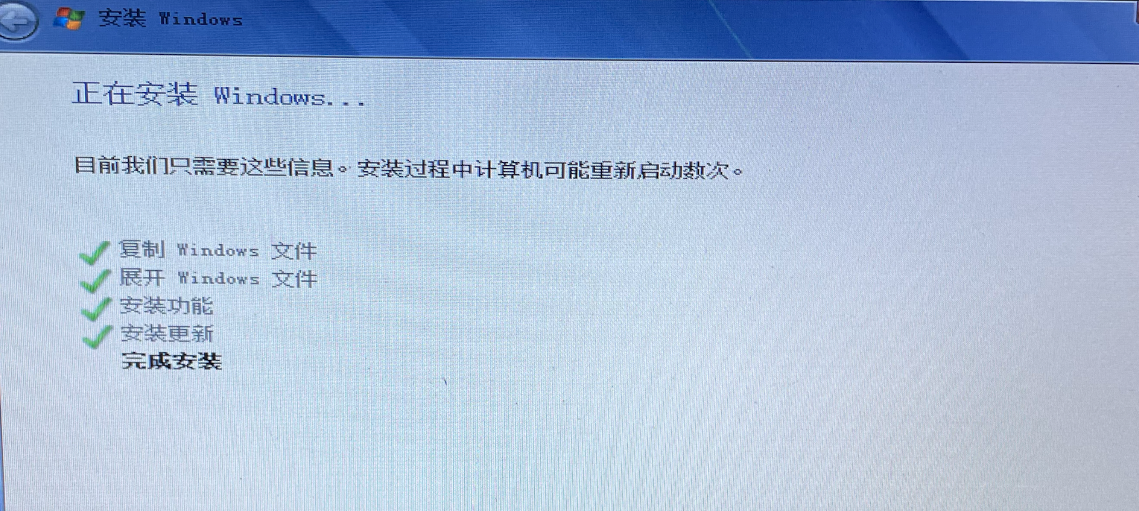 安装 Windows
正在安装 Windows...
目前我们只需要这些信息。安装过程中计算机可能重新启动数次。
复制 Windows 文件
展开 Windows 文件
安装功能
安装更新
完成安装